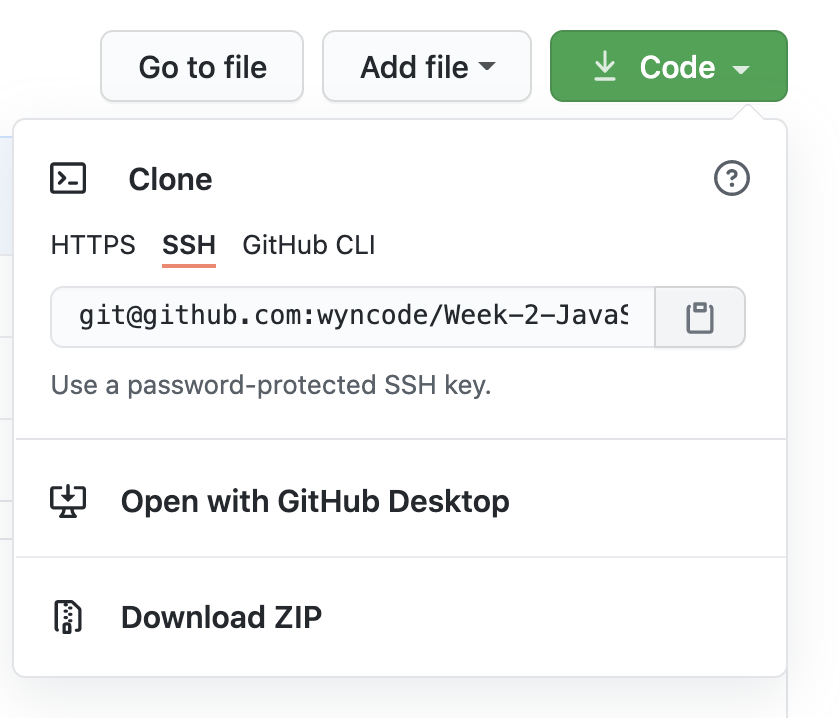 Go to file Add file Code
Clone
HTTPS SSH GitHub CLI
git@github.com:wyncode/Week-2-JavaS
Use a password-protected SSH key.
Open with GitHub Desktop
Download ZIP